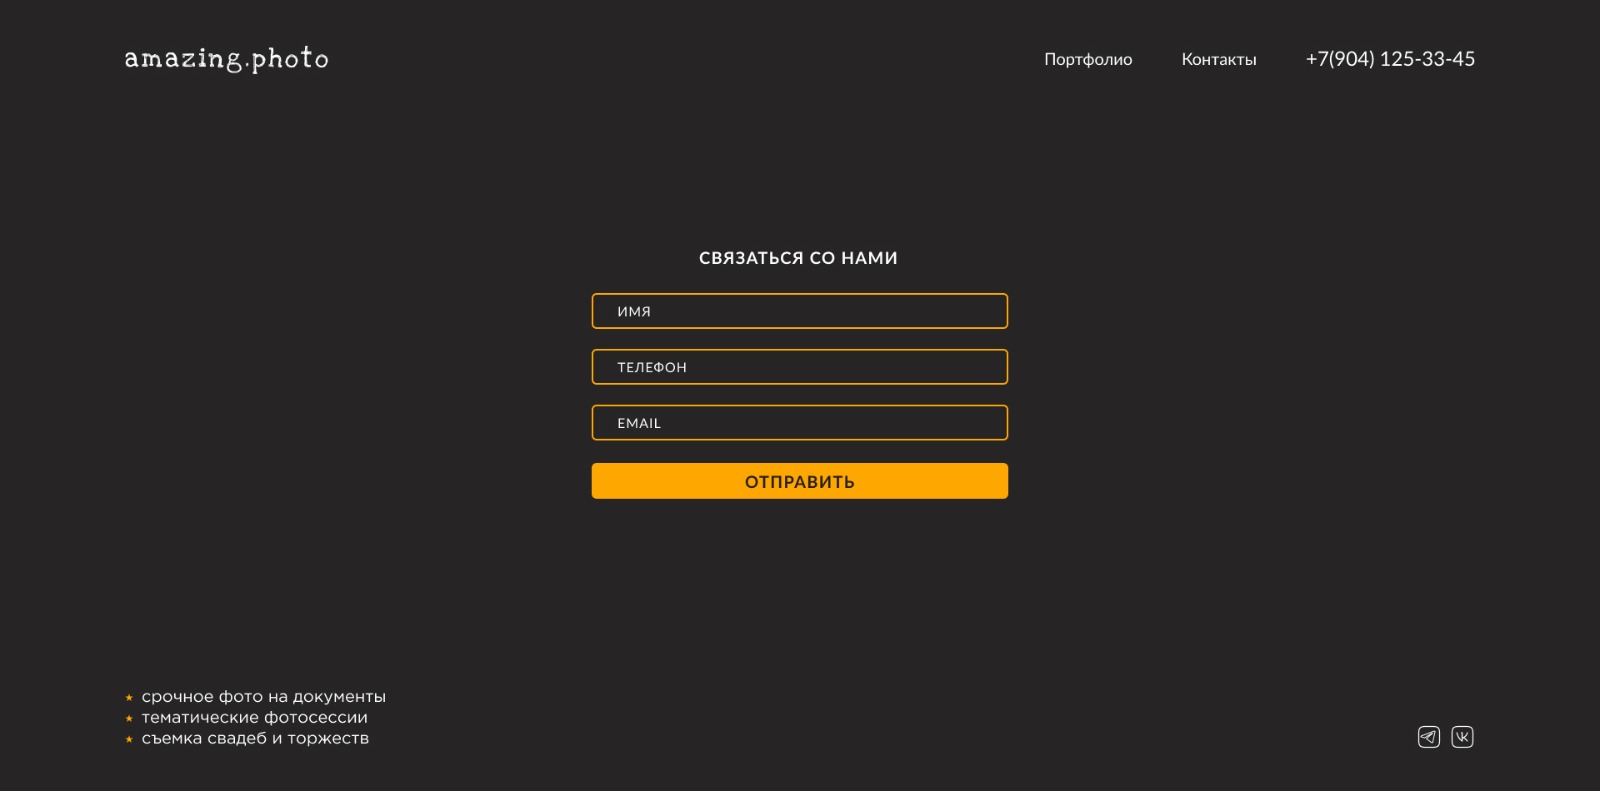 amazing.photo
Портфолио
Контакты
+7(904) 125-33-45
СВЯЗАТЬСЯ СО НАМИ
ИМЯ
ТЕЛЕФОН
EMAIL
ОТПРАВИТЬ
срочное фото на документы
тематические фотосессии
съемка свадеб и торжеств